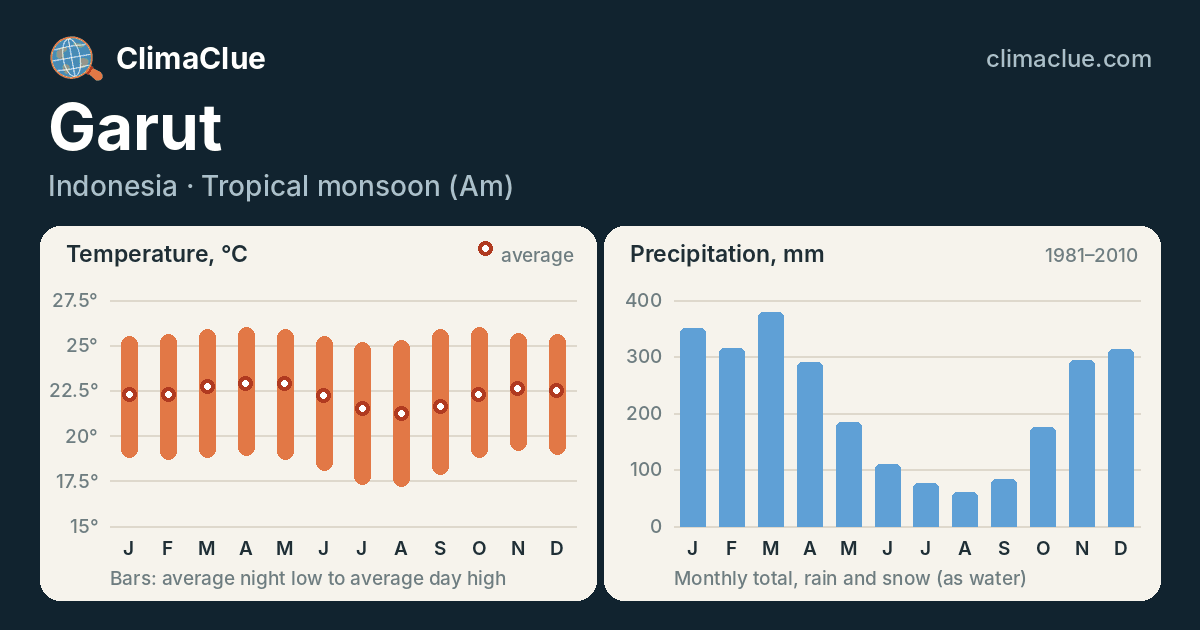 ClimaClue
climaclue.com
Garut
Indonesia · Tropical monsoon (Am)
Temperature, °C
average
27.5°
25°
22.5°
20°
17.5°
15°
J F M A M J J A S O N D
Bars: average night low to average day high
Precipitation, mm
1981–2010
400
300
200
100
0
J F M A M J J A S O N D
Monthly total, rain and snow (as water)